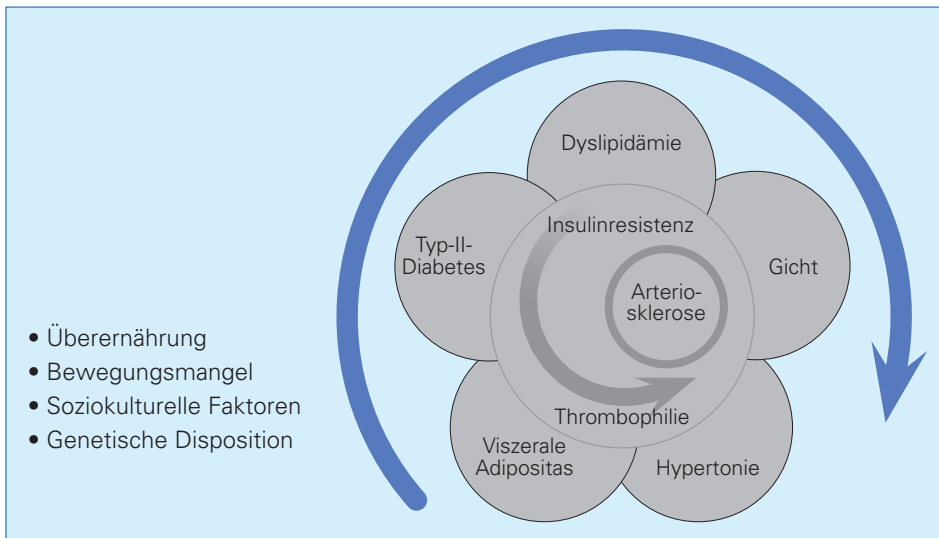 Dyslipidämie
Insulinresistenz
Typ-II-
Diabetes
Gicht
Arterio-
sklerose
• Überernährung
• Bewegungsmangel
• Soziokulturelle Faktoren
• Genetische Disposition
Thrombophilie
Viszerale
Adipositas
Hypertonie